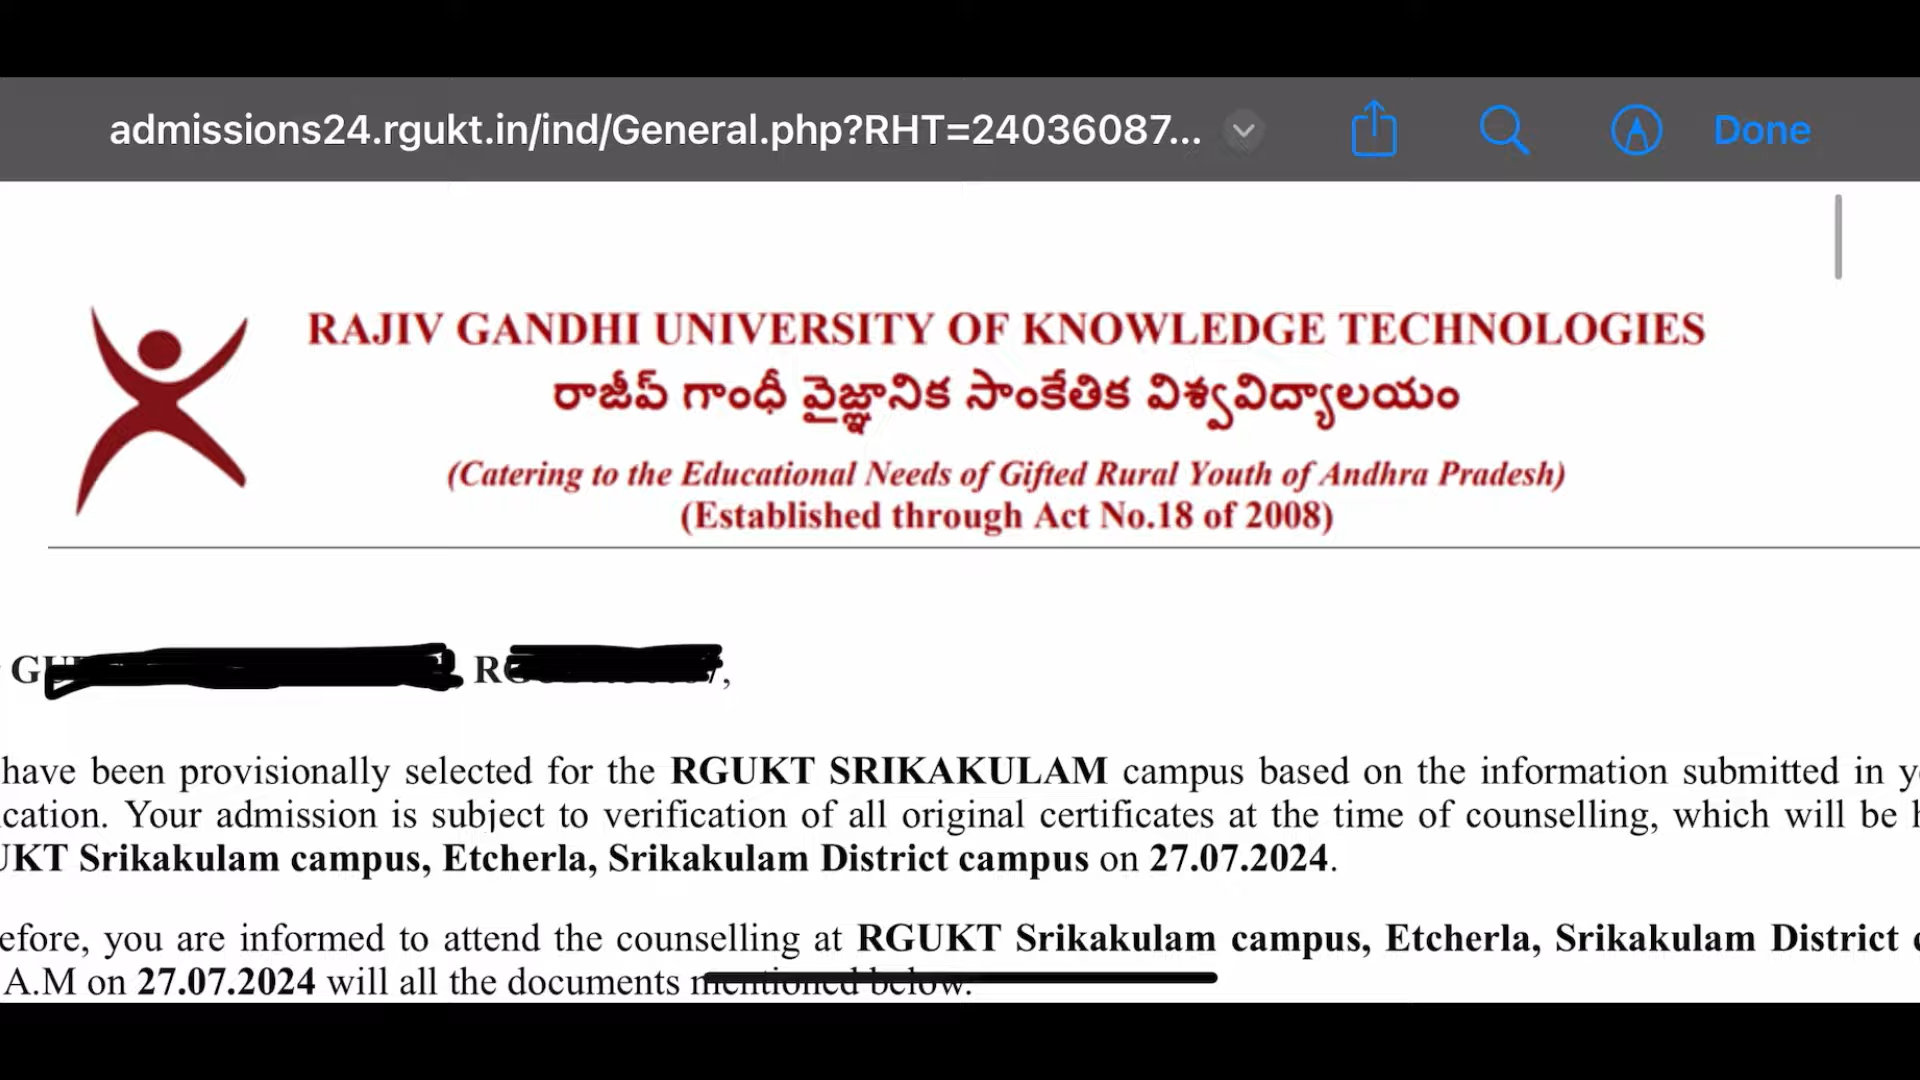 admissions24.rgukt.in/ind/General.php?RHT=24036087... Done
RAJIV GANDHI UNIVERSITY OF KNOWLEDGE TECHNOLOGIES
రాజీవ్ గాంధీ వైజ్ఞానిక సాంకేతిక విశ్వవిద్యాలయం
(Catering to the Educational Needs of Gifted Rural Youth of Andhra Pradesh)
(Established through Act No.18 of 2008)
have been provisionally selected for the RGUKT SRIKAKULAM campus based on the information submitted in
cation. Your admission is subject to verification of all original certificates at the time of counselling, which will be
UKT Srikakulam campus, Etcherla, Srikakulam District campus on 27.07.2024.
efore, you are informed to attend the counselling at RGUKT Srikakulam campus, Etcherla, Srikakulam District
A.M on 27.07.2024 will all the documents mentioned below.